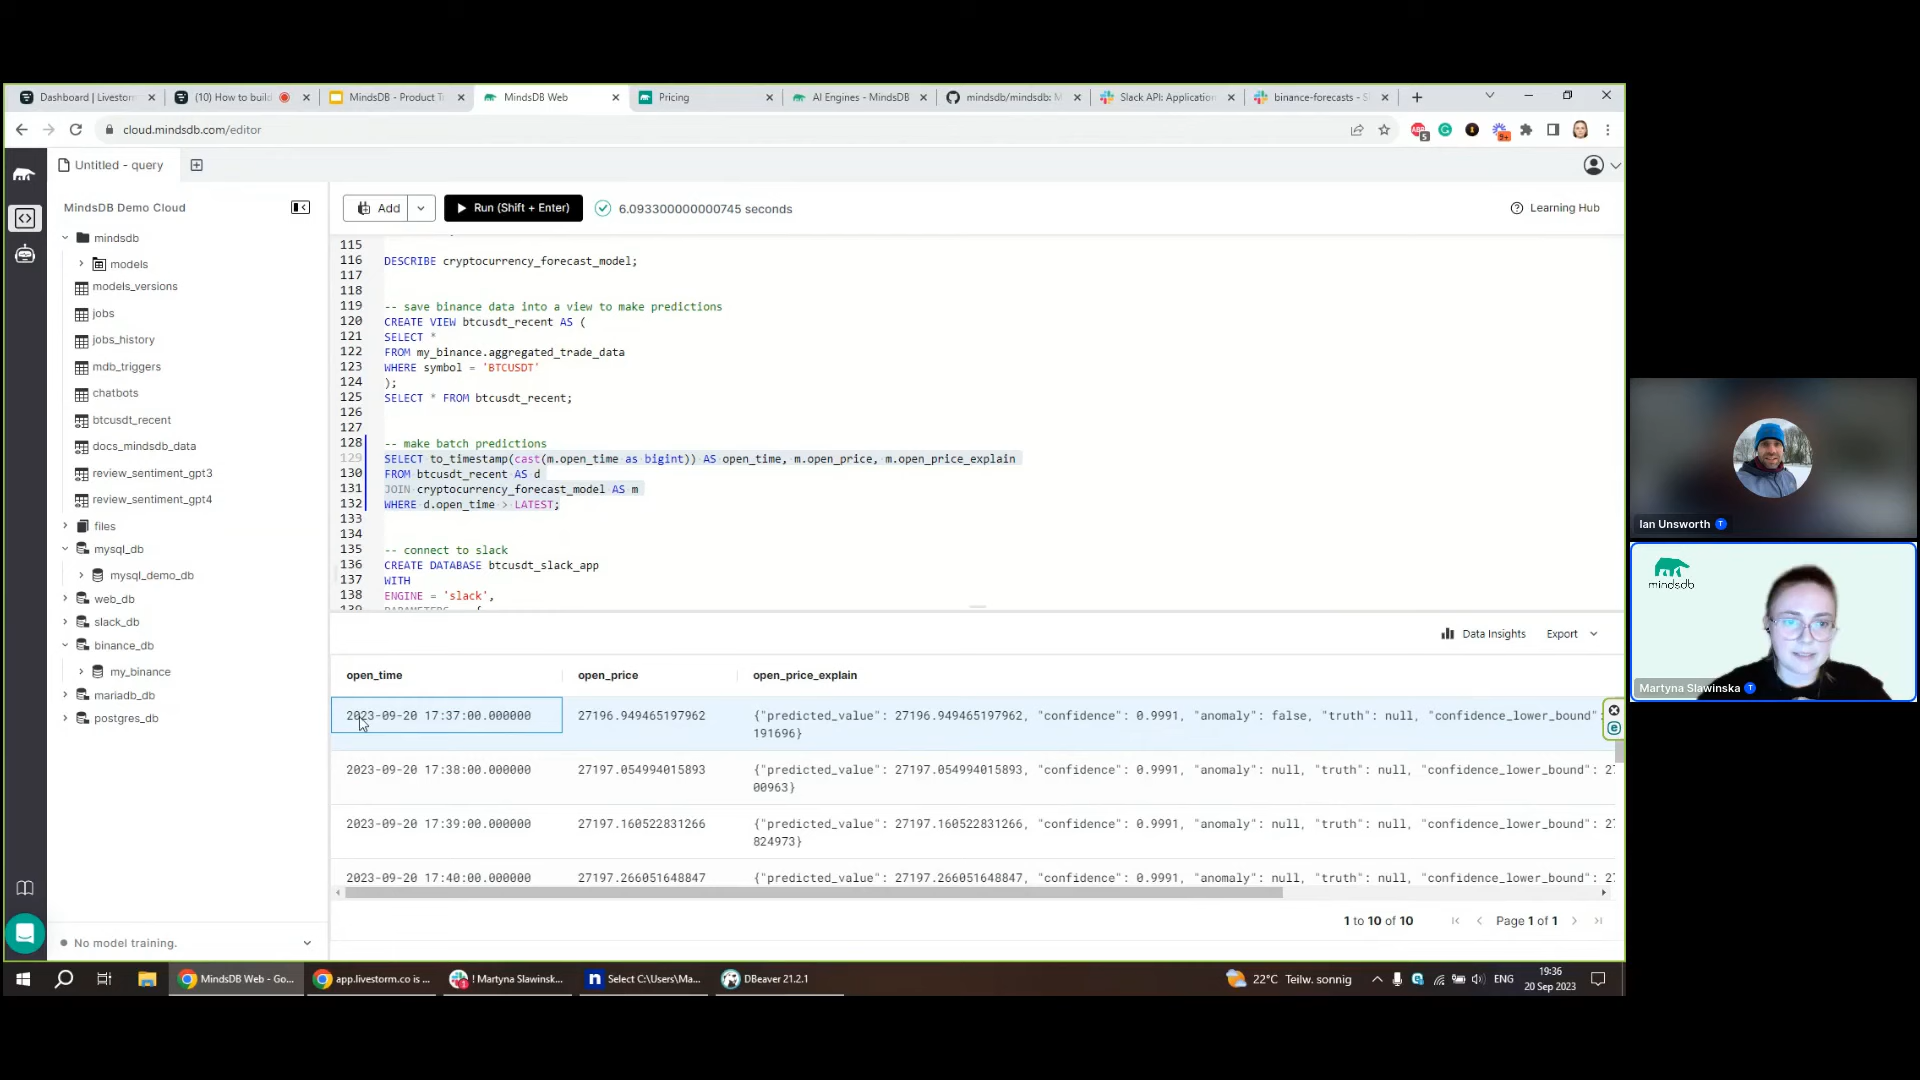 Dashboard | Livestorm
(10) How to build
MindsDB - Product T
MindsDB Web
Pricing
AI Engines - MindsDB
mindsdb/mindsdb: M
Slack API: Application
binance-forecasts - S
cloud.mindsdb.com/editor
Untitled - query
MindsDB Demo Cloud
Add
Run (Shift + Enter)
6.093300000000745 seconds
Learning Hub
mindsdb
models
models_versions
jobs
jobs_history
mdb_triggers
chatbots
btcusdt_recent
docs_mindsdb_data
review_sentiment_gpt3
review_sentiment_gpt4
files
mysql_db
mysql_demo_db
web_db
slack_db
binance_db
my_binance
mariadb_db
postgres_db
No model training.
115
116 DESCRIBE cryptocurrency_forecast_model;
117
118
119 -- save binance data into a view to make predictions
120 CREATE VIEW btcusdt_recent AS (
121 SELECT *
122 FROM my_binance.aggregated_trade_data
123 WHERE symbol = 'BTCUSDT'
124 );
125 SELECT * FROM btcusdt_recent;
126
127
128 -- make batch predictions
129 SELECT to_timestamp(cast(m.open_time as bigint)) AS open_time, m.open_price, m.open_price_explain
130 FROM btcusdt_recent AS d
131 JOIN cryptocurrency_forecast_model AS m
132 WHERE d.open_time > LATEST;
133
134
135 -- connect to slack
136 CREATE DATABASE btcusdt_slack_app
137 WITH
138 ENGINE = 'slack',
Data Insights
Export
open_time open_price open_price_explain
2023-09-20 17:37:00.000000 27196.949465197962 {"predicted_value": 27196.949465197962, "confidence": 0.9991, "anomaly": false, "truth": null, "confidence_lower_bound":
191696}
2023-09-20 17:38:00.000000 27197.054994015893 {"predicted_value": 27197.054994015893, "confidence": 0.9991, "anomaly": null, "truth": null, "confidence_lower_bound": 27
00963}
2023-09-20 17:39:00.000000 27197.160522831266 {"predicted_value": 27197.160522831266, "confidence": 0.9991, "anomaly": null, "truth": null, "confidence_lower_bound": 27
824973}
2023-09-20 17:40:00.000000 27197.266051648847 {"predicted_value": 27197.266051648847, "confidence": 0.9991, "anomaly": null, "truth": null, "confidence_lower_bound": 27
1 to 10 of 10
Page 1 of 1
MindsDB Web - Go...
app.livestorm.co is ...
! Martyna Slawinsk...
Select C:\Users\Ma...
DBeaver 21.2.1
22°C Teilw. sonnig
ENG
19:36
20 Sep 2023
Ian Unsworth
mindsdb
Martyna Slawinska